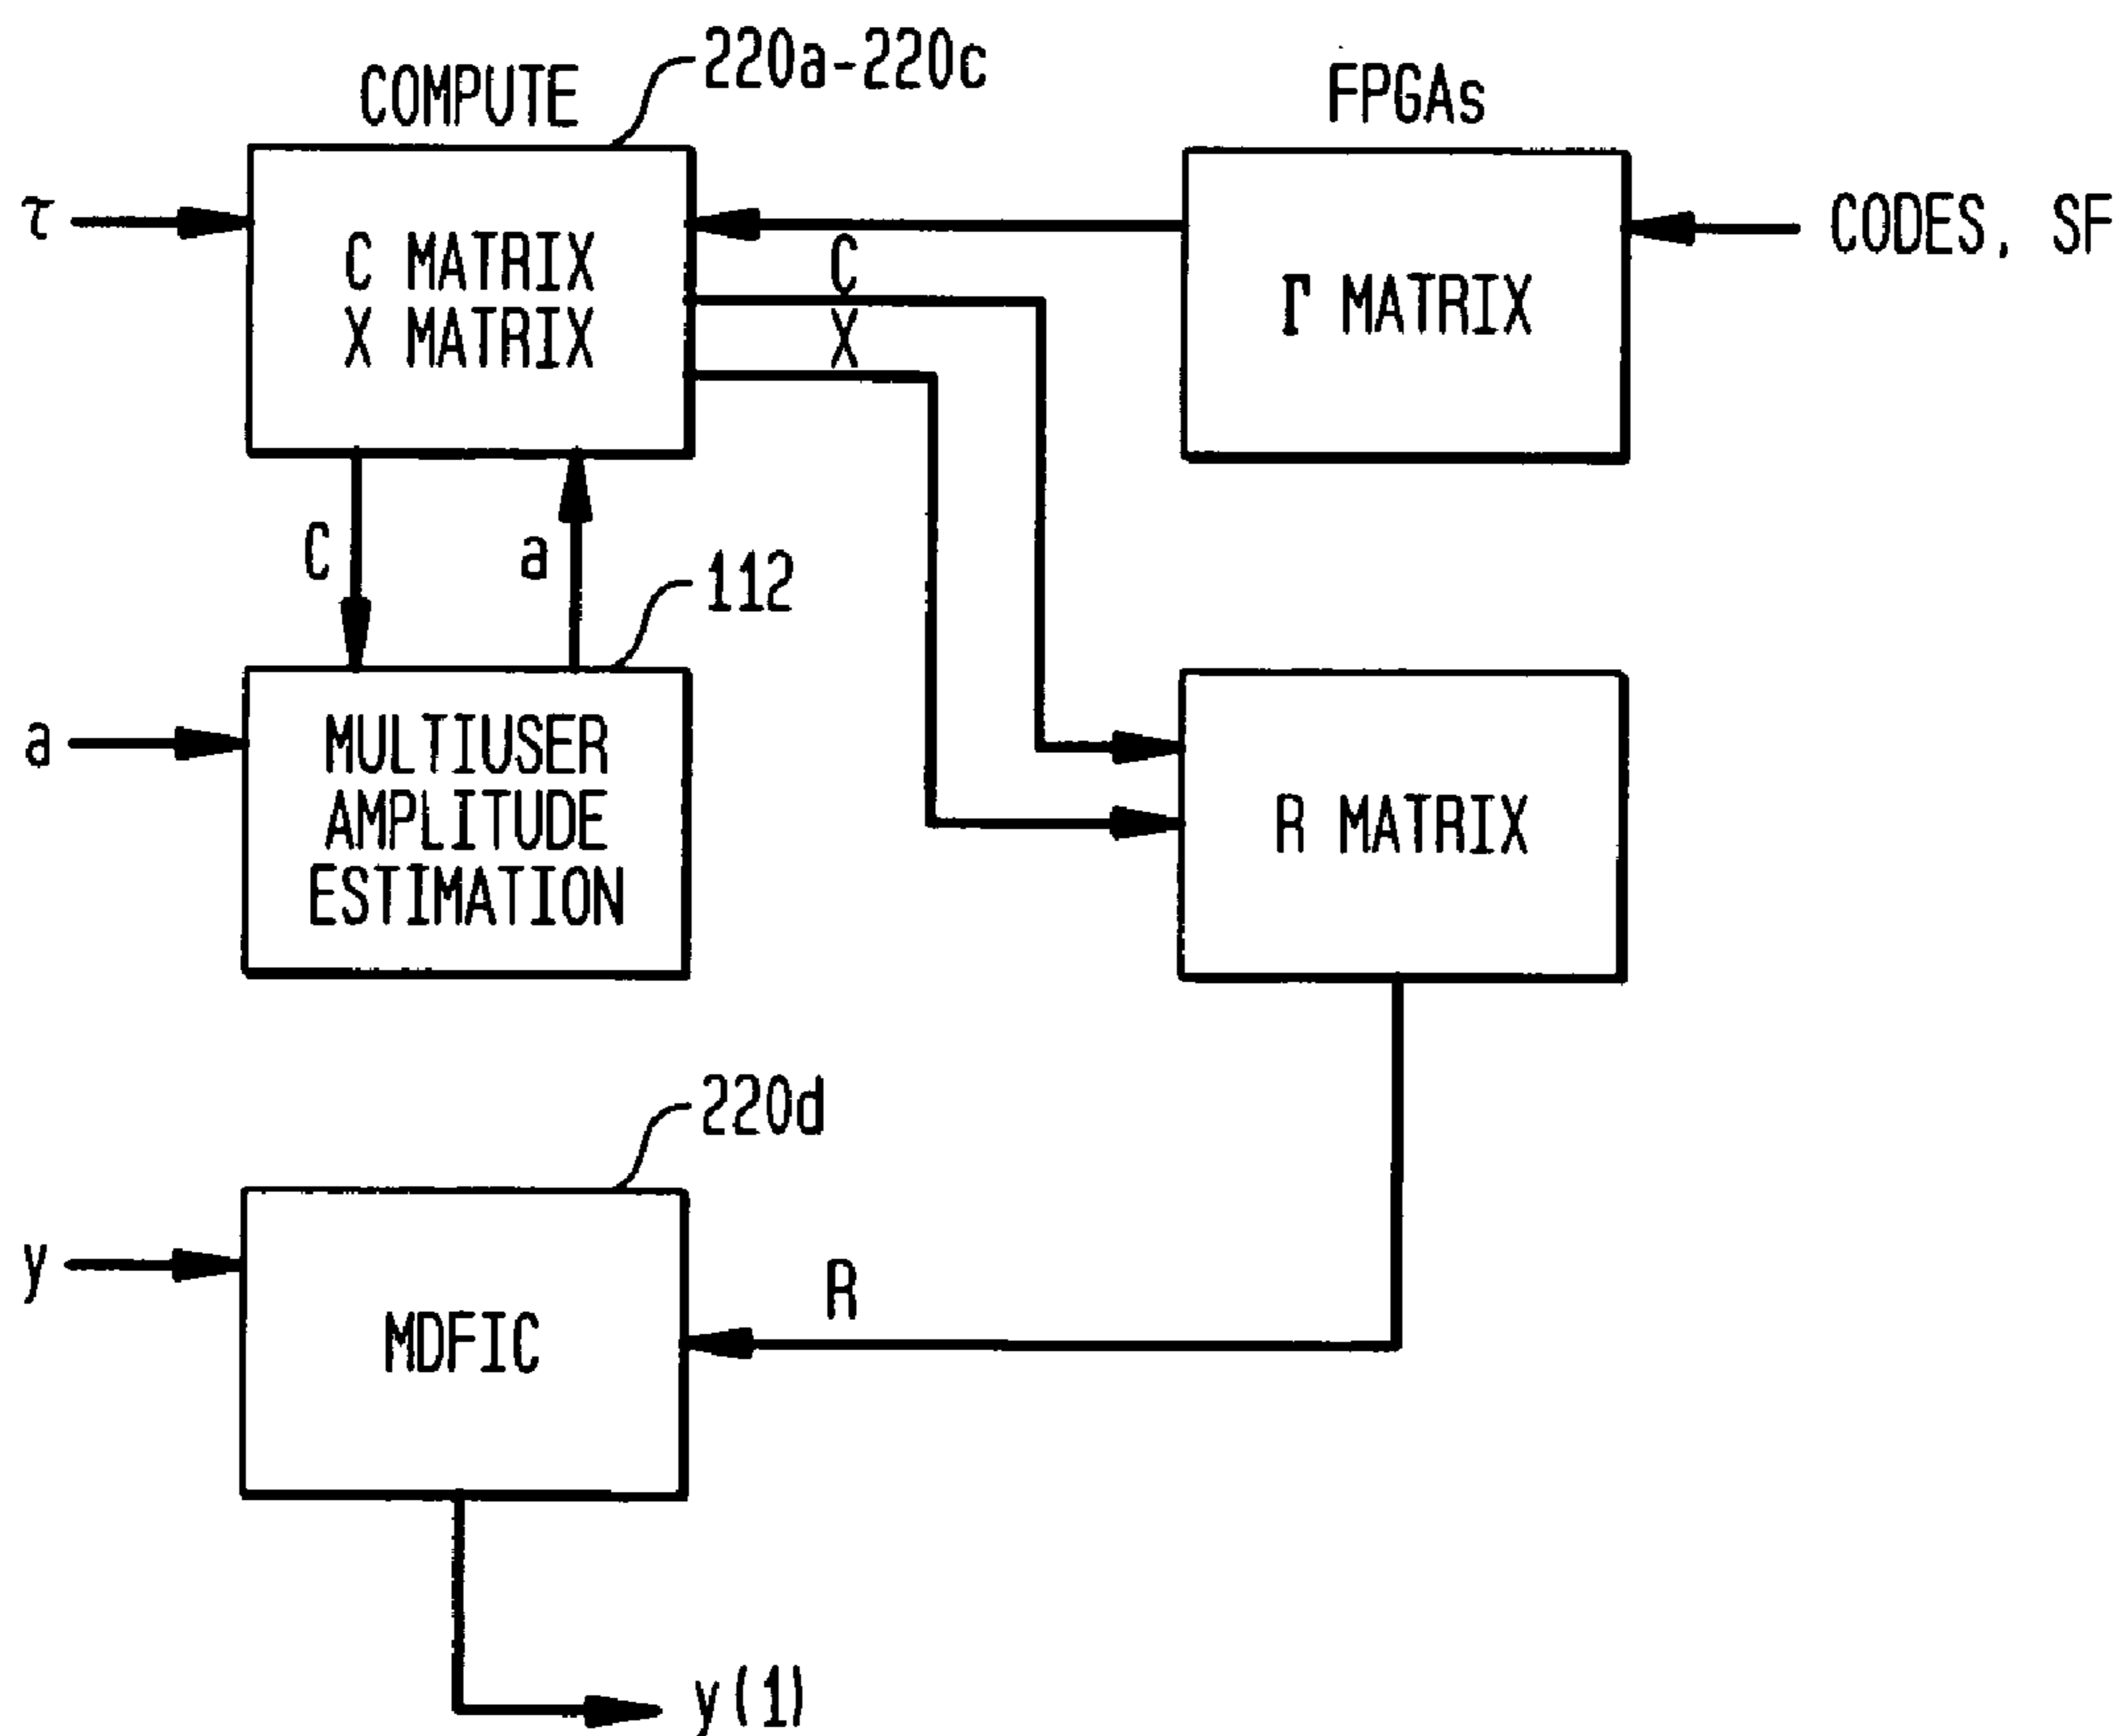 COMPUTE
220a-220c
FPGAs
τ
C MATRIX
X MATRIX
C
X
Γ MATRIX
CODES, SF
C
a
112
a
MULTIUSER
AMPLITUDE
ESTIMATION
R MATRIX
220d
y
MDFIC
R
y(1)